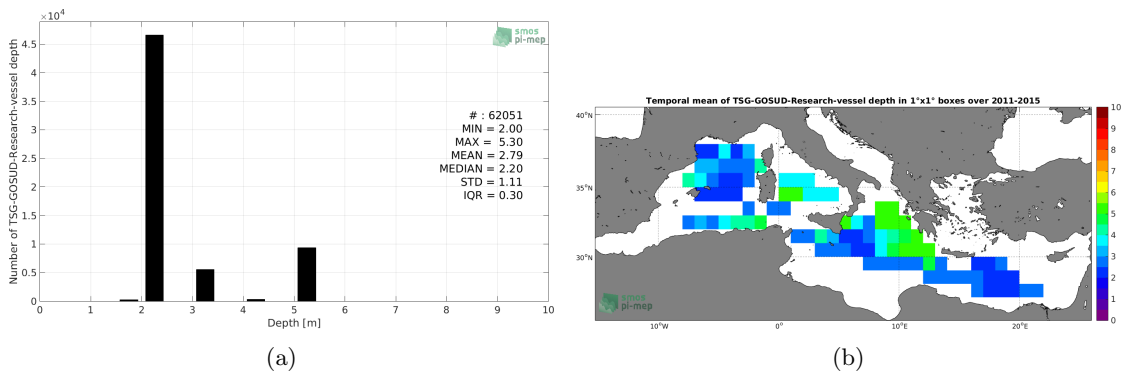 ×10⁴
4.5
4
3.5
3
2.5
2
1.5
1
0.5
0
Number of TSG-GOSUD-Research-vessel depth
smos
pi-mep
# : 62051
MIN = 2.00
MAX = 5.30
MEAN = 2.79
MEDIAN = 2.20
STD = 1.11
IQR = 0.30
0 1 2 3 4 5 6 7 8 9 10
Depth [m]
(a)
Temporal mean of TSG-GOSUD-Research-vessel depth in 1°x1° boxes over 2011-2015
40°N
35°N
30°N
10°W 0° 10°E 20°E
smos
pi-mep
10
9
8
7
6
5
4
3
2
1
0
(b)